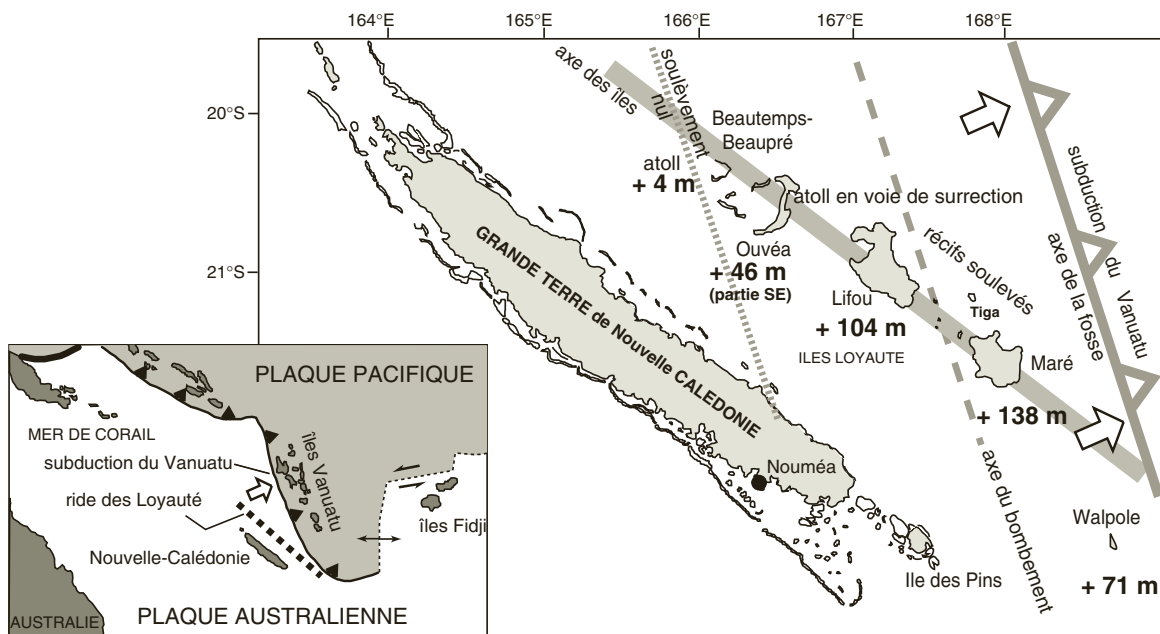 164°E
165°E
166°E
167°E
168°E
20°S
21°S
axe des îles
soulèvement
nul
Beautemps-
Beaupré
atoll
+ 4 m
atoll en voie de surrection
Ouvéa
+ 46 m
(partie SE)
récifs soulevés
Lifou
+ 104 m
ILES LOYAUTE
Tiga
Maré
+ 138 m
subduction du Vanuatu
axe de la fosse
GRANDE TERRE de Nouvelle CALEDONIE
Nouméa
Ile des Pins
axe du bombement
Walpole
+ 71 m
PLAQUE PACIFIQUE
MER DE CORAIL
subduction du Vanuatu
îles Vanuatu
ride des Loyauté
îles Fidji
Nouvelle-Calédonie
AUSTRALIE
PLAQUE AUSTRALIENNE